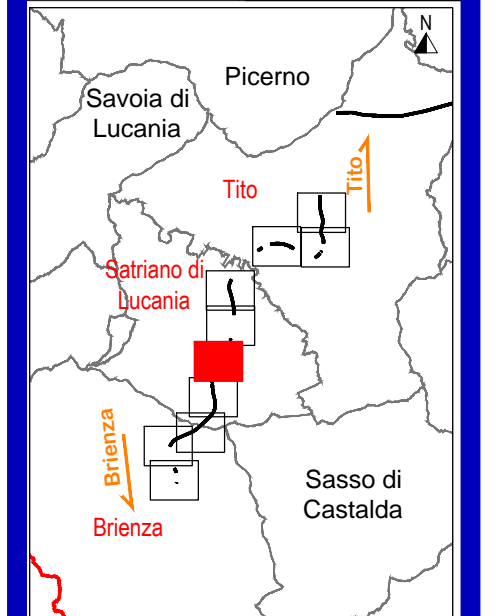 N
Picerno
Savoia di
Lucania
Tito
Tito
Satriano di
Lucania
Brienza
Sasso di
Castalda
Brienza